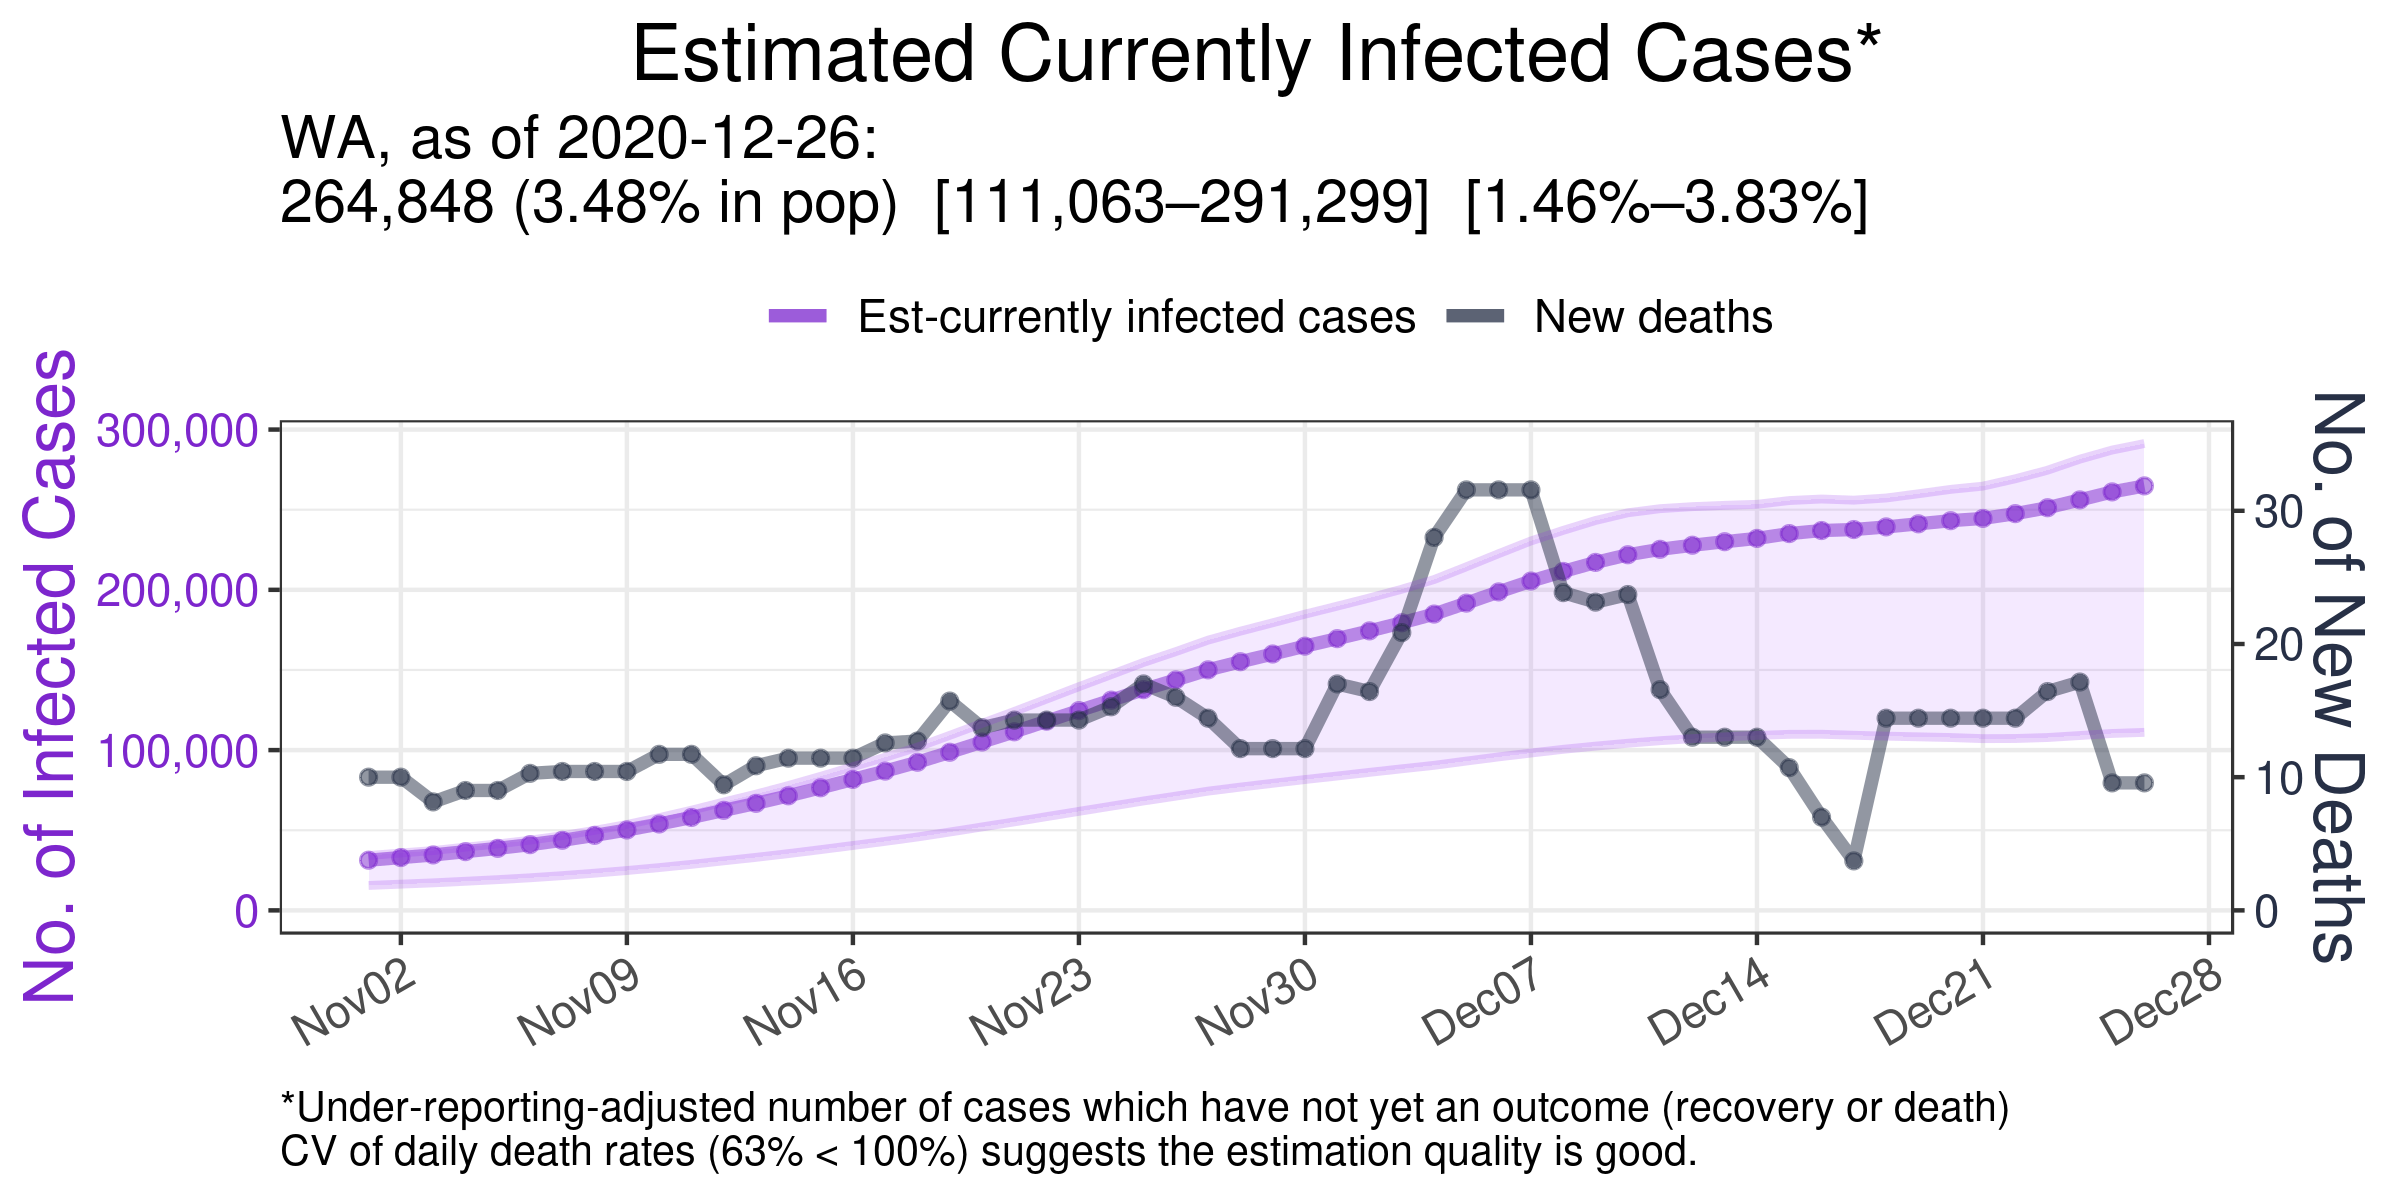 Estimated Currently Infected Cases*
WA, as of 2020-12-26:
264,848 (3.48% in pop)  [111,063–291,299]  [1.46%–3.83%]
Est-currently infected cases
New deaths
No. of Infected Cases
300,000
200,000
100,000
0
No. of New Deaths
30
20
10
0
Nov02
Nov09
Nov16
Nov23
Nov30
Dec07
Dec14
Dec21
Dec28
*Under-reporting-adjusted number of cases which have not yet an outcome (recovery or death)
CV of daily death rates (63% < 100%) suggests the estimation quality is good.